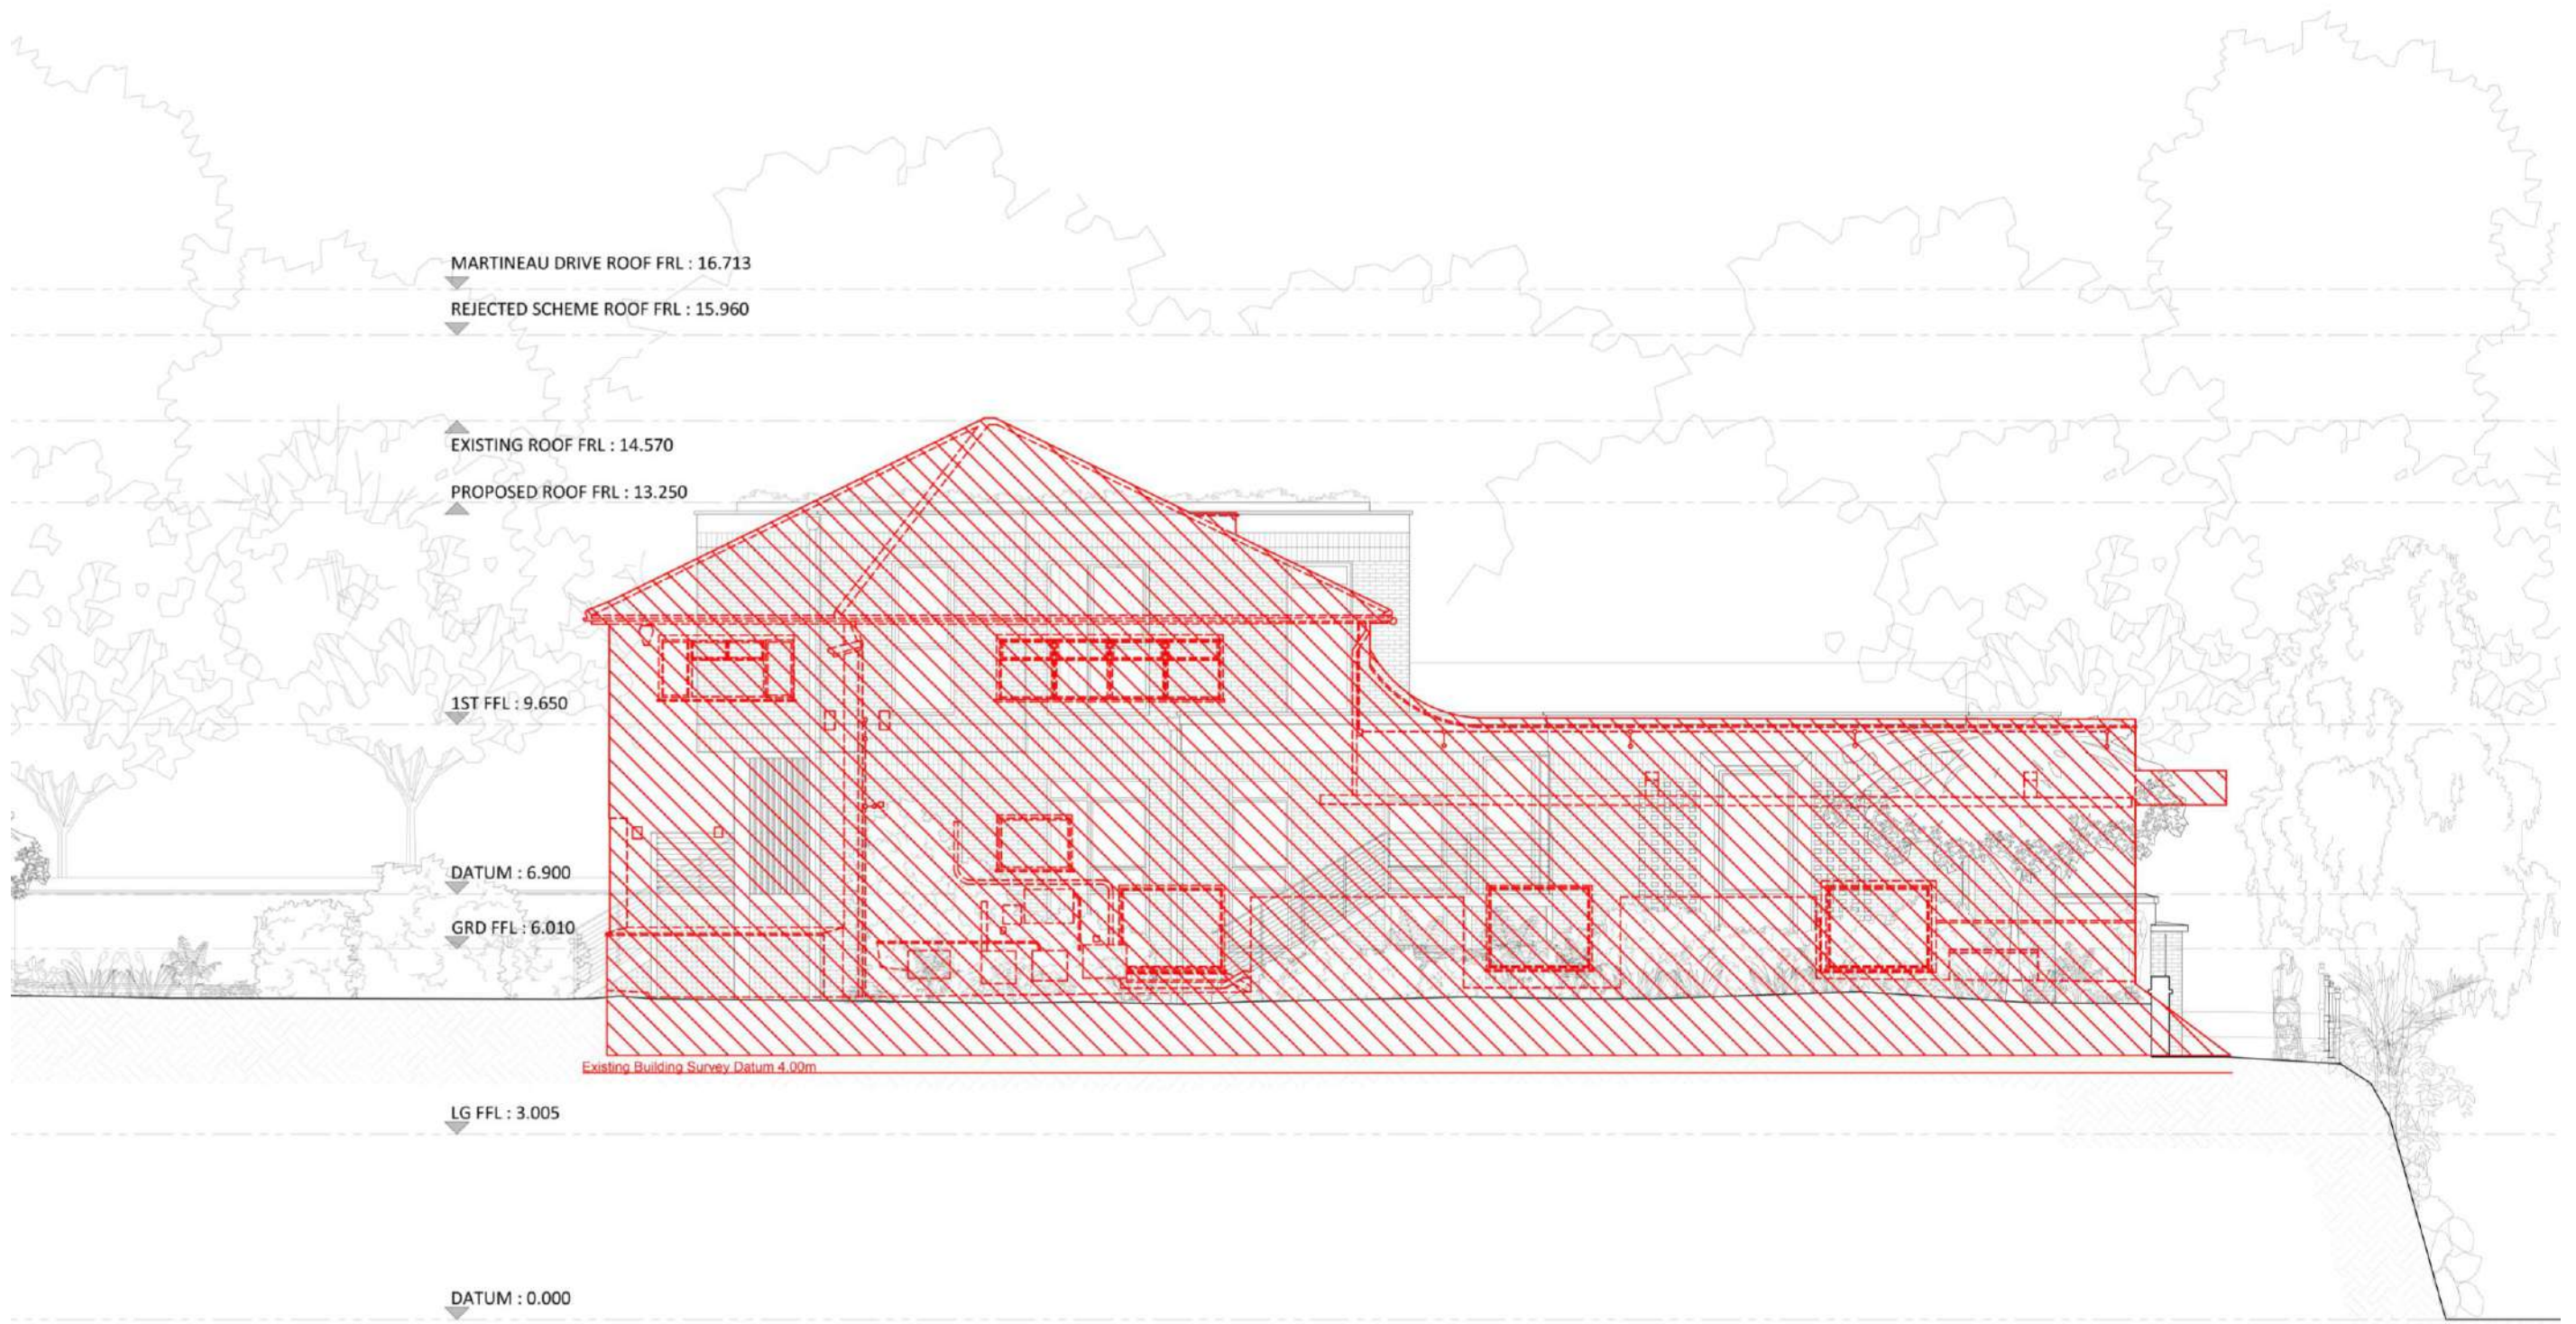 MARTINEAU DRIVE ROOF FRL : 16.713
REJECTED SCHEME ROOF FRL : 15.960
EXISTING ROOF FRL : 14.570
PROPOSED ROOF FRL : 13.250
1ST FFL : 9.650
DATUM : 6.900
GRD FFL : 6.010
Existing Building Survey Datum 4.00m
LG FFL : 3.005
DATUM : 0.000